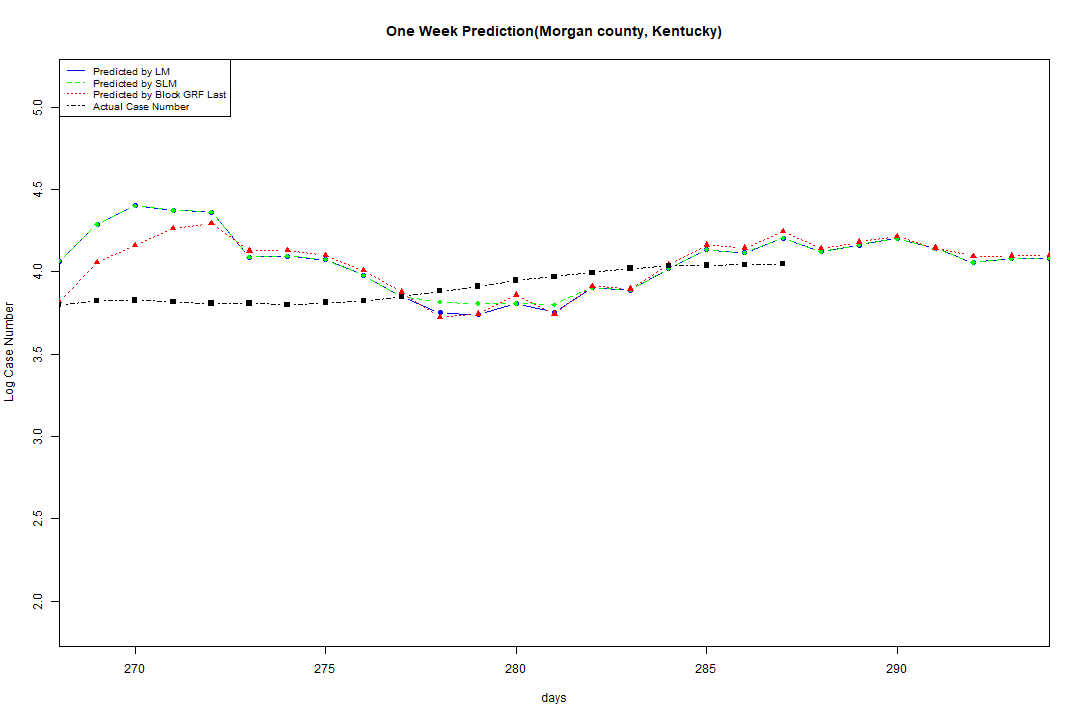 One Week Prediction(Morgan county, Kentucky)
Predicted by LM
Predicted by SLM
Predicted by Block GRF Last
Actual Case Number
5.0
4.5
4.0
3.5
3.0
2.5
2.0
Log Case Number
270 275 280 285 290
days